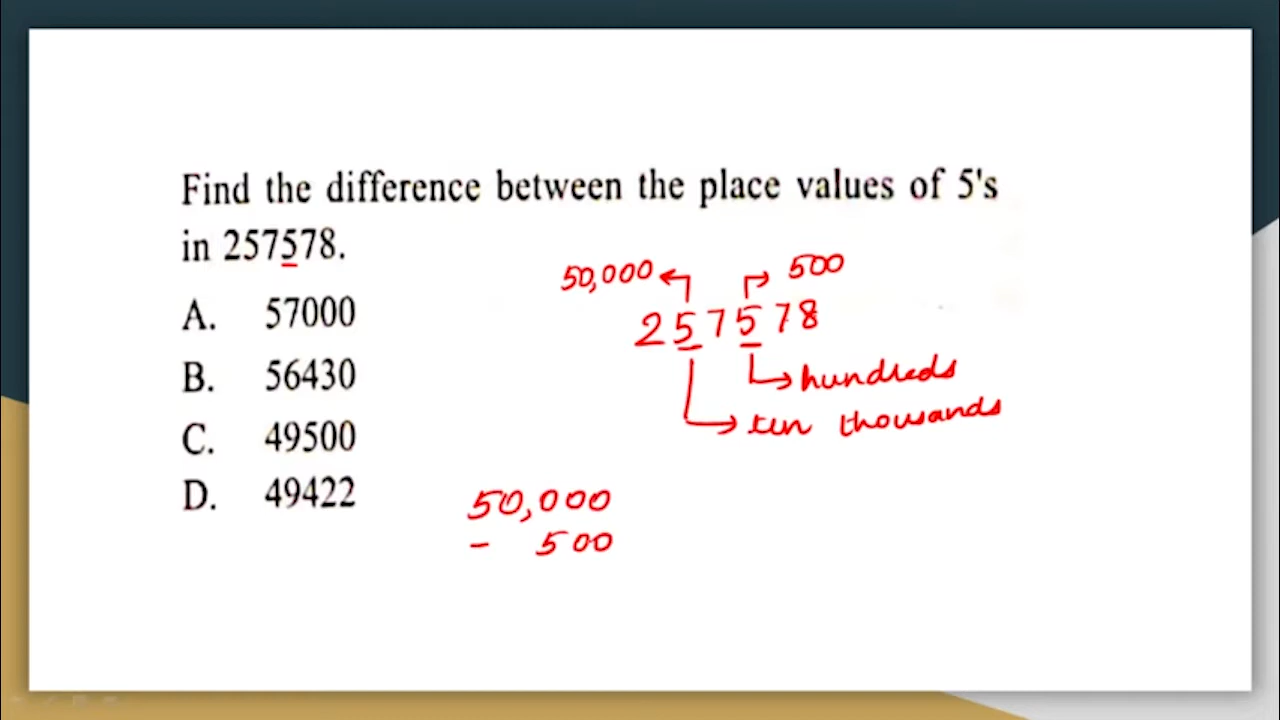 Find the difference between the place values of 5's
in 257578.
A. 57000
B. 56430
C. 49500
D. 49422
50,000 500
257578
hundreds
ten thousands
50,000
- 500